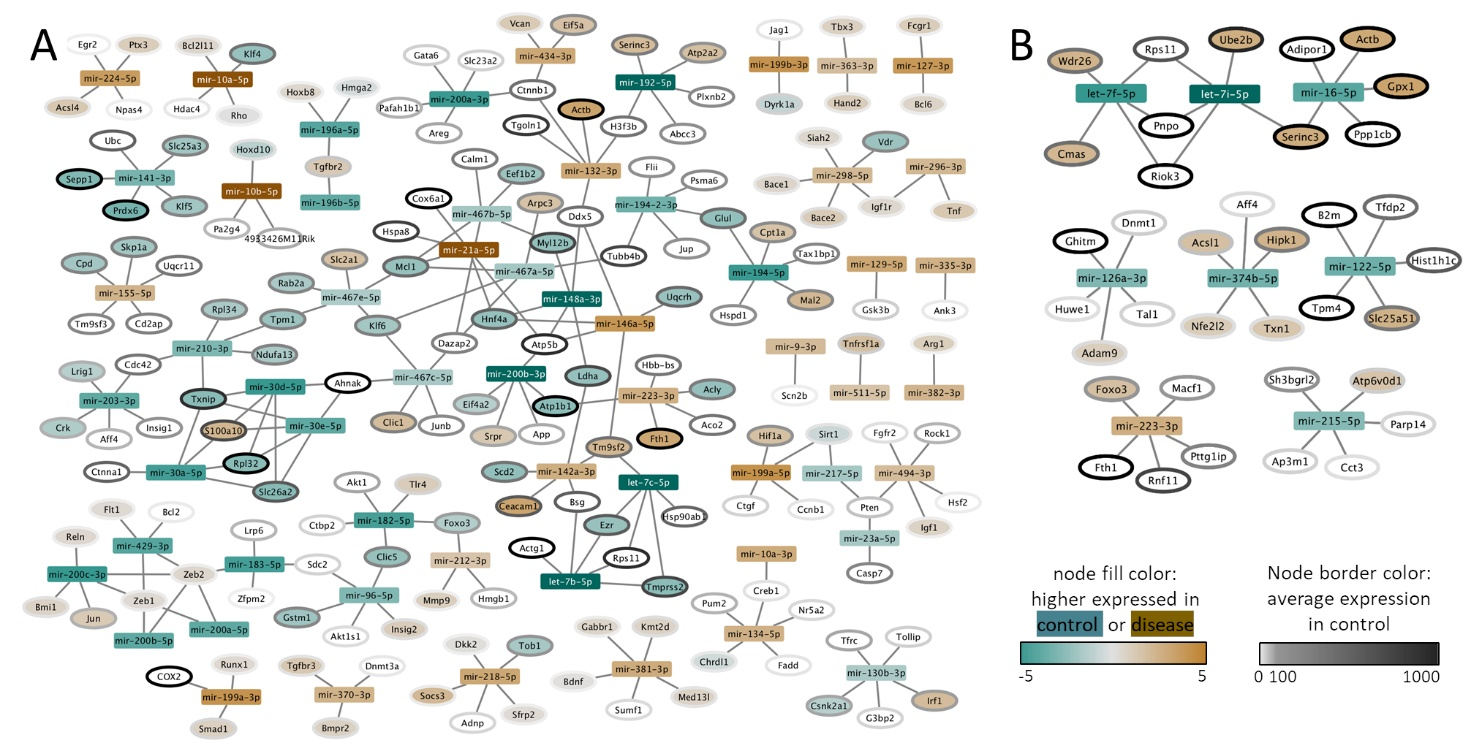 A
Egr2
Ptx3
mir-224-5p
Acsl4
Npas4
Bcl2l11
Klf4
mir-10a-5p
Hdac4
Rho
Hoxb8
Hmga2
mir-196a-5p
Tgfbr2
mir-196b-5p
Ubc
Slc25a3
Sepp1
mir-141-3p
Prdx6
Klf5
Hoxd10
mir-10b-5p
Pa2g4
4933426M11Rik
Gata6
Slc23a2
Pafah1b1
mir-200a-3p
Ctnnb1
Areg
Vcan
Eif5a
mir-434-3p
Serinc3
Atp2a2
mir-192-5p
Plxnb2
Actb
Tgoln1
H3f3b
Abcc3
mir-132-3p
Jag1
mir-199b-3p
Dyrk1a
Tbx3
mir-363-3p
Hand2
Fcgr1
mir-127-3p
Bcl6
Siah2
Vdr
Bace1
mir-298-5p
Bace2
Igf1r
mir-296-3p
Tnf
Calm1
Eef1b2
Cox6a1
mir-467b-5p
Arpc3
Hspa8
mir-21a-5p
Myl12b
Ddx5
Mcl1
mir-467a-5p
Tubb4b
Flii
Psma6
mir-194-2-3p
Glul
Jup
Cpt1a
Tax1bp1
mir-194-5p
Mal2
Hspd1
Skp1a
Cpd
Uqcr11
mir-155-5p
Tm9sf3
Cd2ap
Slc2a1
Rab2a
mir-467e-5p
Rpl34
Tpm1
Klf6
mir-210-3p
Ndufa13
Hnf4a
mir-148a-3p
Uqcrh
mir-146a-5p
Dazap2
Atp5b
mir-129-5p
Gsk3b
mir-335-3p
Ank3
mir-9-3p
Scn2b
Tnfrsf1a
mir-511-5p
Arg1
mir-382-3p
Cdc42
Lrig1
mir-203-3p
Crk
Aff4
Insig1
Txnip
mir-30d-5p
Ahnak
mir-467c-5p
S100a10
mir-30e-5p
Clic1
Junb
Rpl32
Ctnna1
mir-30a-5p
Slc26a2
mir-200b-3p
Ldha
Eif4a2
Atp1b1
Srpr
App
Hbb-bs
Acly
mir-223-3p
Aco2
Fth1
Tm9sf2
Scd2
mir-142a-3p
let-7c-5p
Ceacam1
Bsg
Ezr
Hsp90ab1
Actg1
Rps11
let-7b-5p
Tmprss2
Hif1a
Sirt1
mir-199a-5p
mir-217-5p
Ctgf
Ccnb1
Fgfr2
Rock1
mir-494-3p
Hsf2
Pten
Igf1
mir-23a-5p
Casp7
Flt1
Bcl2
Reln
mir-429-3p
mir-200c-3p
Zeb2
Bmi1
Zeb1
Jun
mir-200b-5p
mir-200a-5p
Lrp6
mir-183-5p
Sdc2
Zfpm2
Akt1
Tlr4
Ctbp2
mir-182-5p
Foxo3
Clic5
mir-212-3p
Mmp9
Hmgb1
mir-96-5p
Gstm1
Akt1s1
Insig2
COX2
Runx1
mir-199a-3p
Smad1
Tgfbr3
Dnmt3a
mir-370-3p
Bmpr2
Dkk2
Tob1
mir-218-5p
Socs3
Sfrp2
Adnp
Gabbr1
Kmt2d
mir-381-3p
Bdnf
Med13l
Sumf1
mir-10a-3p
Creb1
Pum2
Nr5a2
mir-134-5p
Chrdl1
Fadd
Tfrc
Tollip
mir-130b-3p
Csnk2a1
Irf1
G3bp2
B
Wdr26
Rps11
Ube2b
Adipor1
Actb
let-7f-5p
let-7i-5p
mir-16-5p
Gpx1
Pnpo
Serinc3
Ppp1cb
Cmas
Riok3
Ghitm
Dnmt1
mir-126a-3p
Huwe1
Tal1
Adam9
Aff4
Acsl1
Hipk1
mir-374b-5p
Nfe2l2
Txn1
B2m
Tfdp2
mir-122-5p
Hist1h1c
Tpm4
Slc25a51
Foxo3
Macf1
mir-223-3p
Pttg1ip
Fth1
Rnf11
Sh3bgrl2
Atp6v0d1
mir-215-5p
Parp14
Ap3m1
Cct3
node fill color:
higher expressed in
control or disease
-5 5
Node border color:
average expression
in control
0 100 1000